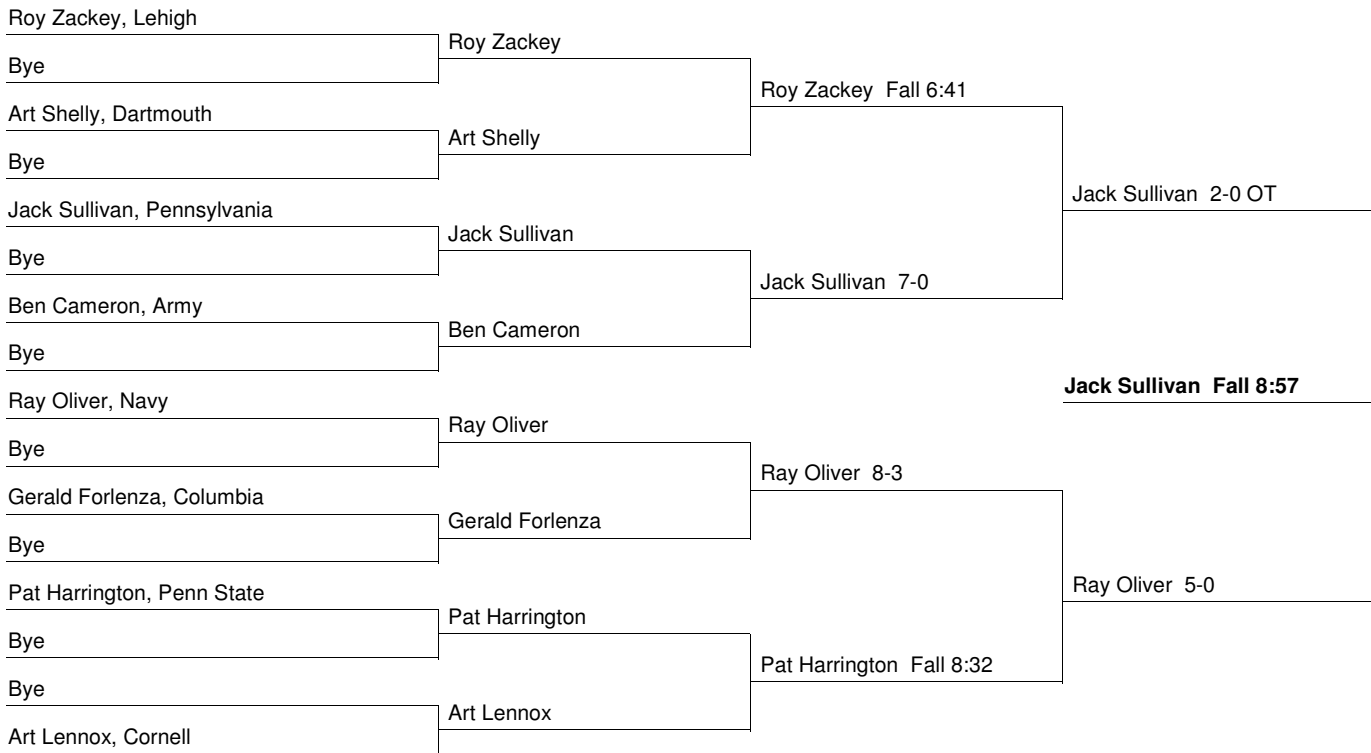 Roy Zackey, Lehigh
Bye
Art Shelly, Dartmouth
Bye
Jack Sullivan, Pennsylvania
Bye
Ben Cameron, Army
Bye
Ray Oliver, Navy
Bye
Gerald Forlenza, Columbia
Bye
Pat Harrington, Penn State
Bye
Bye
Art Lennox, Cornell
Roy Zackey
Art Shelly
Jack Sullivan
Ben Cameron
Ray Oliver
Gerald Forlenza
Pat Harrington
Art Lennox
Roy Zackey Fall 6:41
Jack Sullivan 7-0
Ray Oliver 8-3
Pat Harrington Fall 8:32
Jack Sullivan 2-0 OT
Jack Sullivan Fall 8:57
Ray Oliver 5-0